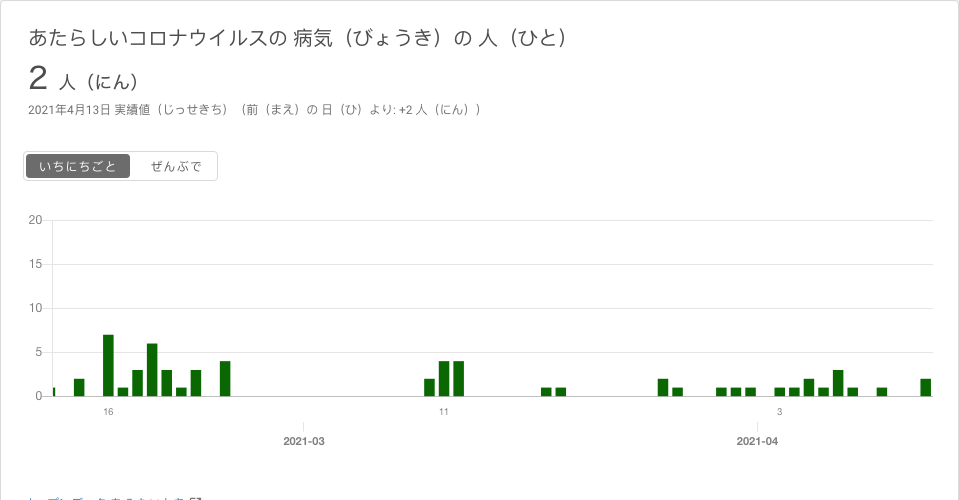 あたらしいコロナウイルスの 病気（びょうき）の 人（ひと）
2 人（にん）
2021年4月13日 実績値（じっせきち）（前（まえ）の 日（ひ）より: +2 人（にん））
いちにちごと ぜんぶで
20
15
10
5
0
16 11 3
2021-03 2021-04